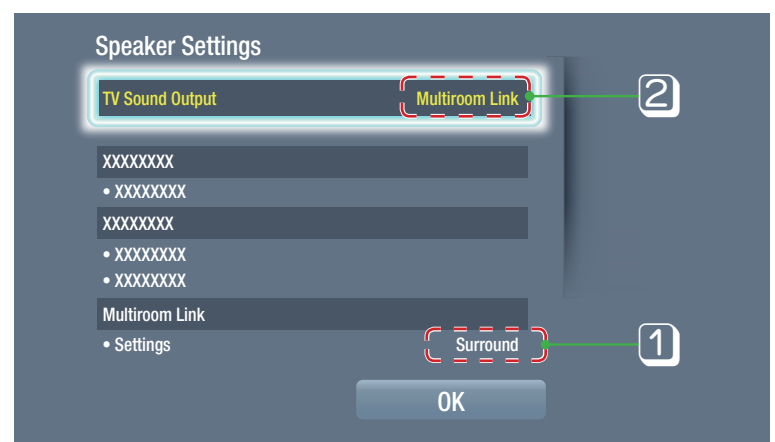 Speaker Settings
TV Sound Output Multiroom Link 2
XXXXXXXX
• XXXXXXXX
XXXXXXXX
• XXXXXXXX
• XXXXXXXX
Multiroom Link
• Settings Surround 1
OK